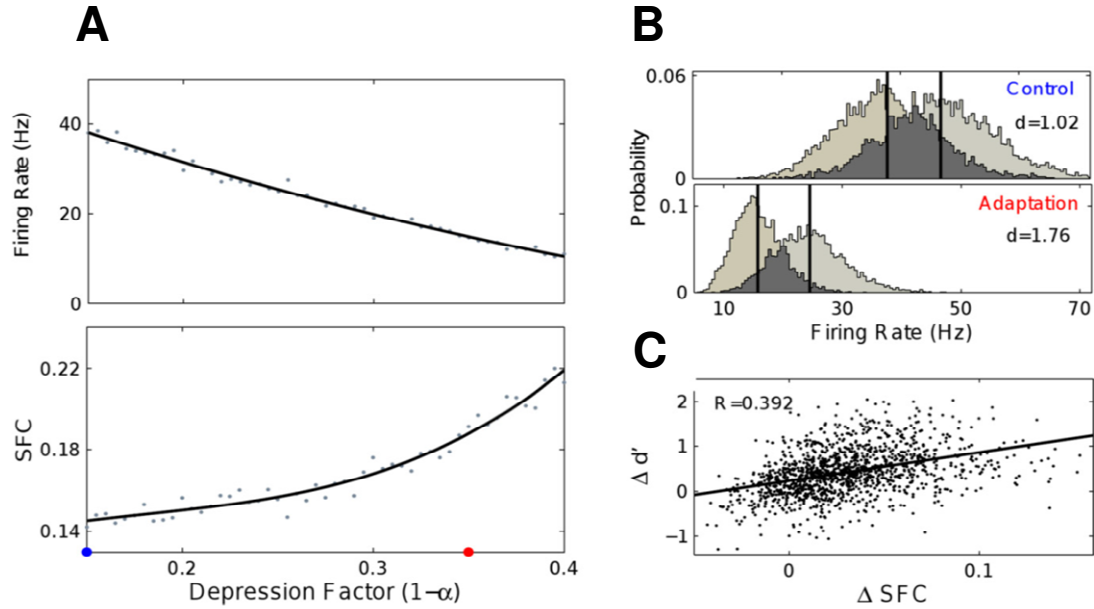 A
Firing Rate (Hz)
40
20
0
SFC
0.22
0.18
0.14
0.2
0.3
0.4
Depression Factor (1−α)
B
Probability
0.06
0
Control
d=1.02
0.1
0
Adaptation
d=1.76
10
30
50
70
Firing Rate (Hz)
C
R=0.392
Δ d′
2
1
0
−1
0
0.1
Δ SFC